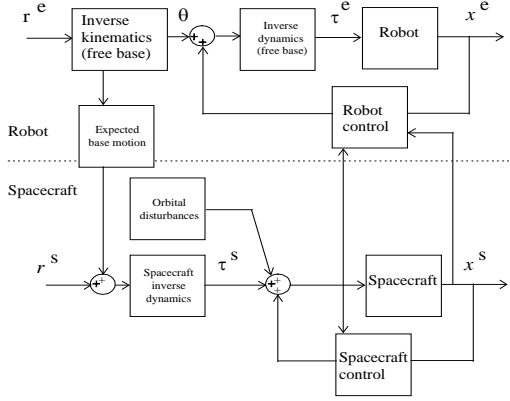 r e
Inverse
kinematics
(free base)
θ
+
+
Inverse
dynamics
(free base)
τ e
Robot
x e
Robot
control
Expected
base motion
Robot
Spacecraft
Orbital
disturbances
r s
+
+
Spacecraft
inverse
dynamics
τ s
+
+
+
Spacecraft
x s
Spacecraft
control